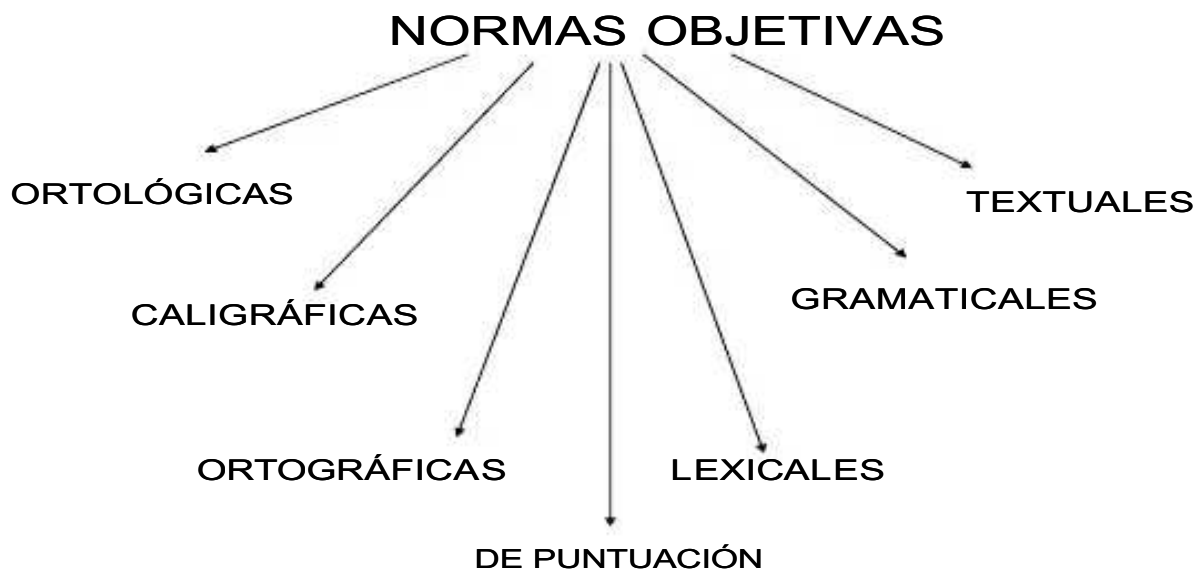 NORMAS OBJETIVAS
ORTOLÓGICAS
TEXTUALES
CALIGRÁFICAS
GRAMATICALES
ORTOGRÁFICAS
LEXICALES
DE PUNTUACIÓN